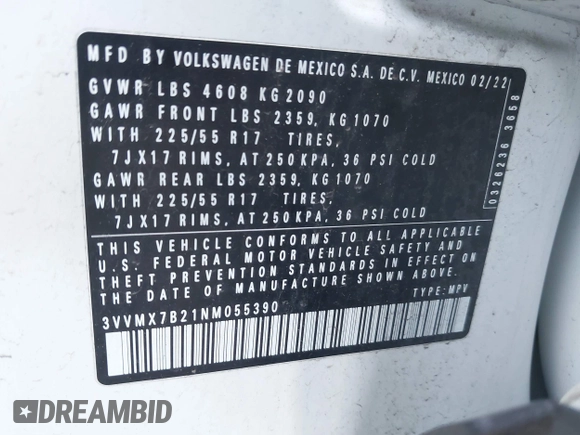 MFD BY VOLKSWAGEN DE MEXICO S.A. DE C.V. MEXICO 02/22
GVWR LBS 4608 KG 2090
GAWR FRONT LBS 2359, KG 1070
WITH 225/55 R17 TIRES,
7JX17 RIMS, AT 250 KPA, 36 PSI COLD
GAWR REAR LBS 2359, KG 1070
WITH 225/55 R17 TIRES,
7JX17 RIMS, AT 250 KPA, 36 PSI COLD
THIS VEHICLE CONFORMS TO ALL APPLICABLE
U.S. FEDERAL MOTOR VEHICLE SAFETY AND
THEFT PREVENTION STANDARDS IN EFFECT ON
THE DATE OF MANUFACTURE SHOWN ABOVE.
3VVMX7B21NM055390 TYPE: MPV
0326236 3658
DREAMBID